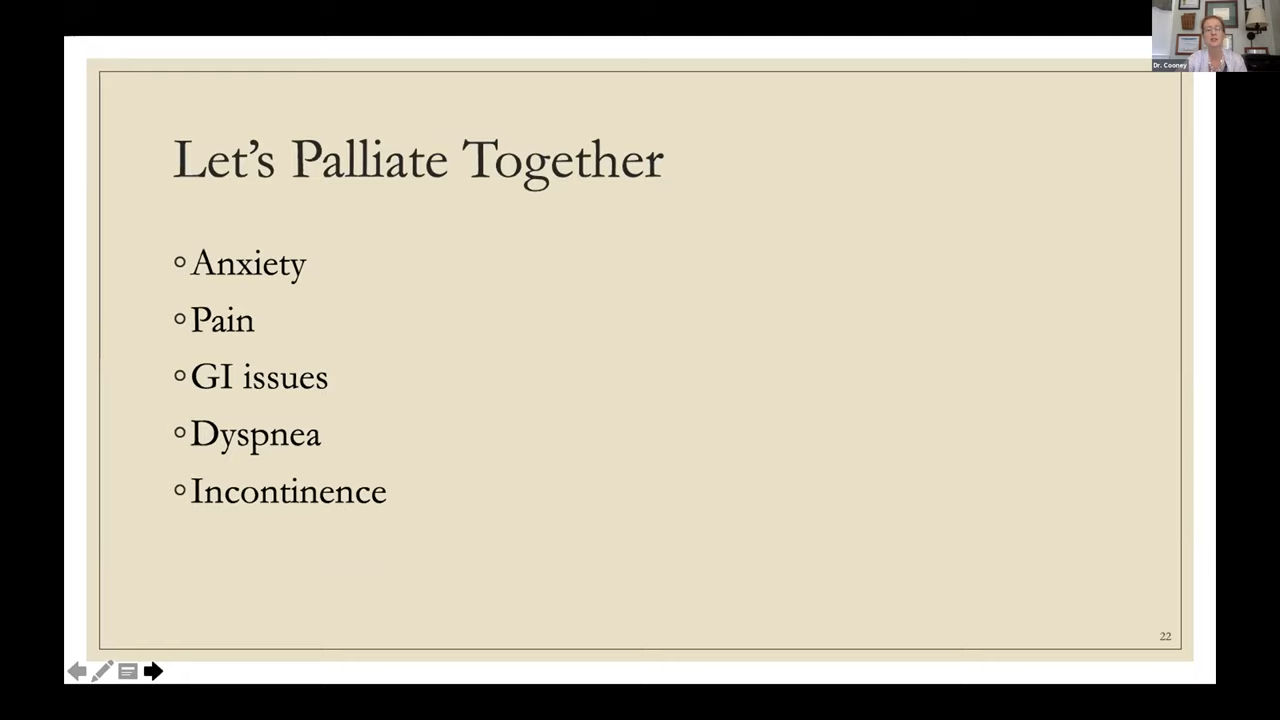 Dr. Cooney
Let’s Palliate Together
◦Anxiety
◦Pain
◦GI issues
◦Dyspnea
◦Incontinence
22